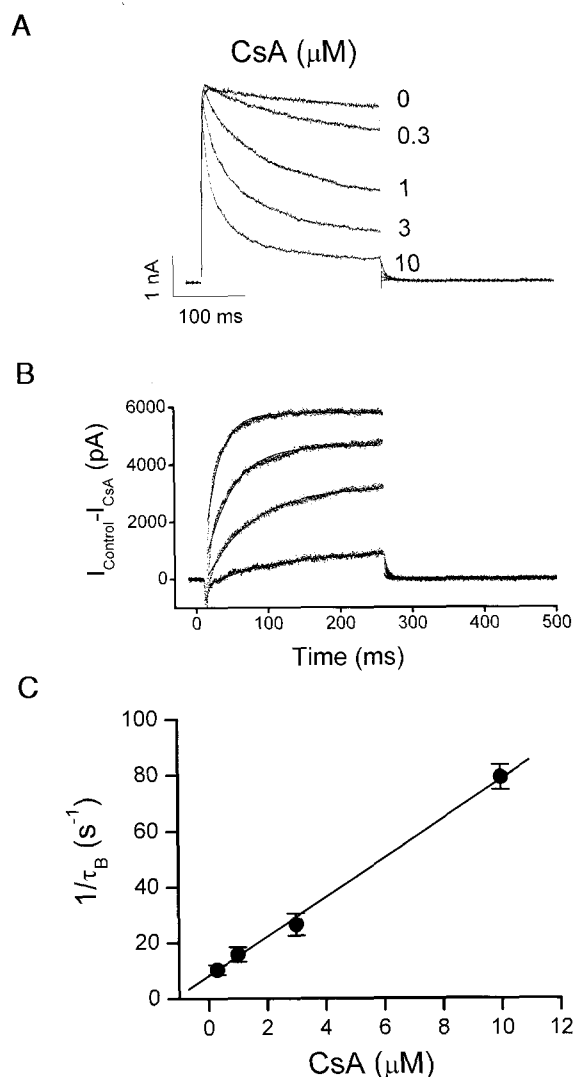 A
CsA (μM)
0
0.3
1
3
10
1 nA
100 ms
B
I_Control-I_CsA (pA)
6000
4000
2000
0
0 100 200 300 400 500
Time (ms)
C
1/τ_B (s⁻¹)
100
80
60
40
20
0
0 2 4 6 8 10 12
CsA (μM)